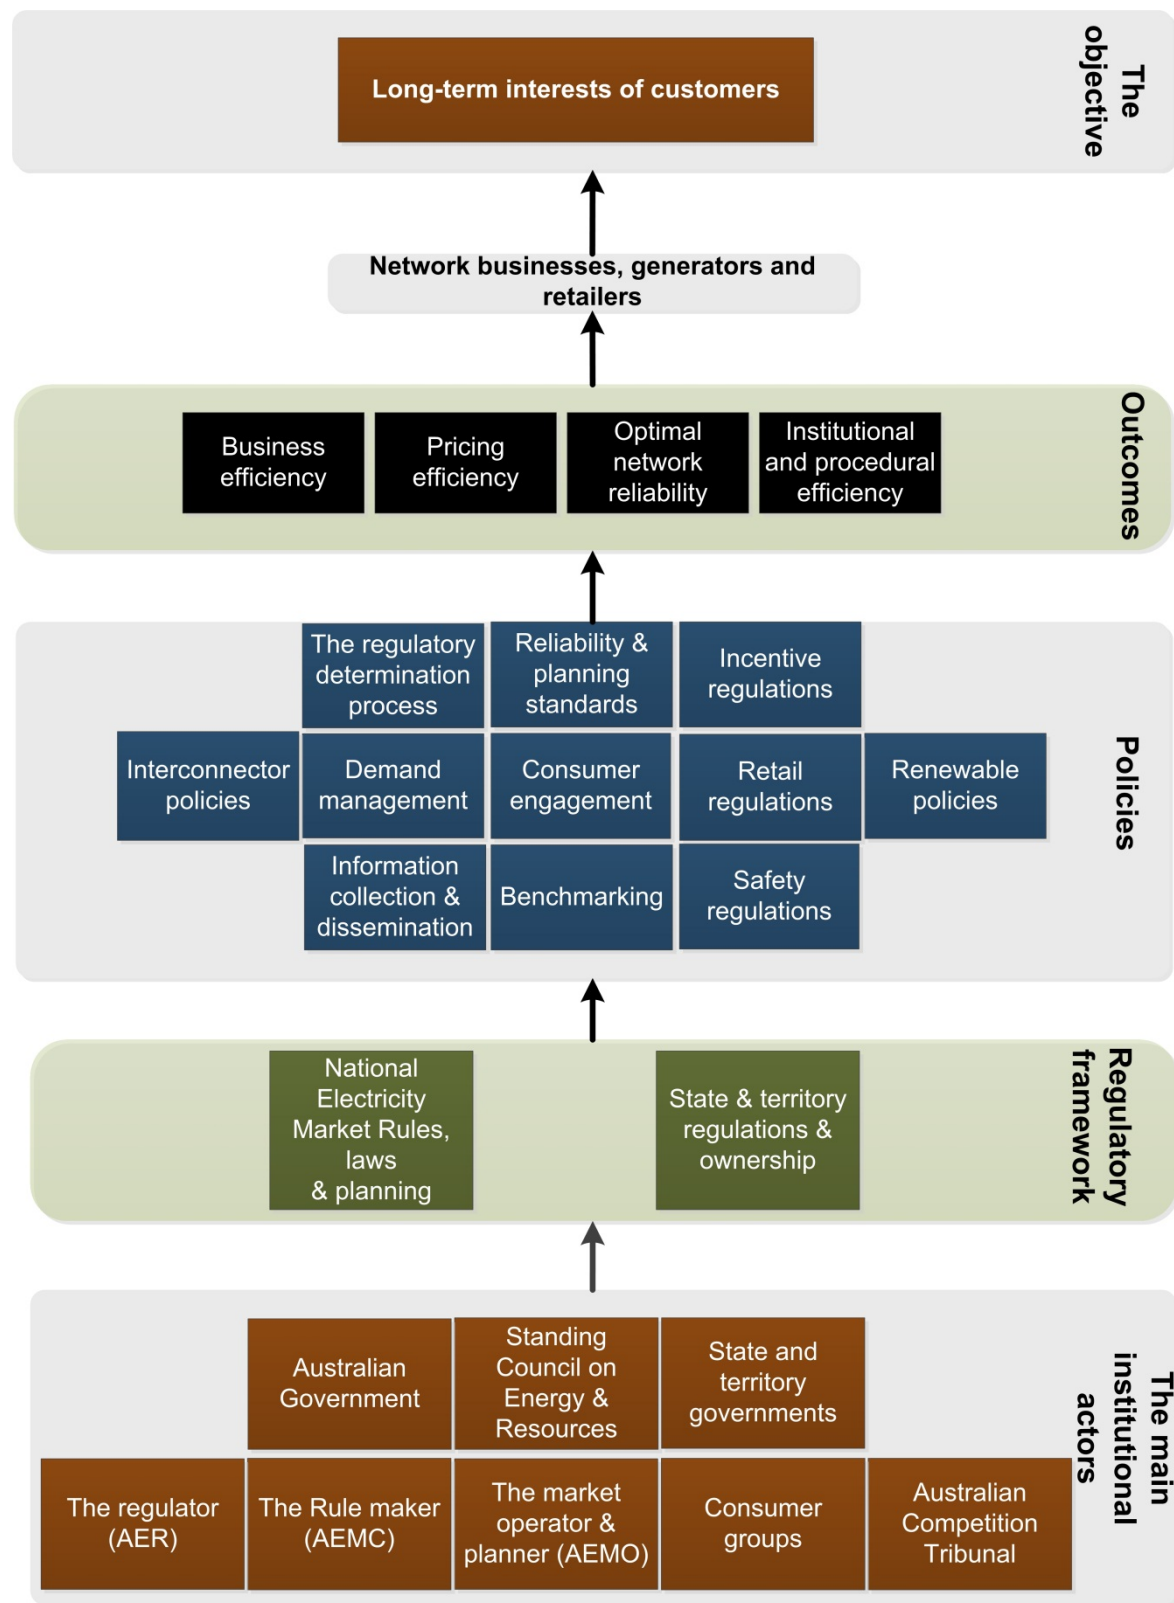 Long-term interests of customers
The
objective
Network businesses, generators and
retailers
Business
efficiency
Pricing
efficiency
Optimal
network
reliability
Institutional
and procedural
efficiency
Outcomes
The regulatory
determination
process
Reliability &
planning
standards
Incentive
regulations
Interconnector
policies
Demand
management
Consumer
engagement
Retail
regulations
Renewable
policies
Information
collection &
dissemination
Benchmarking
Safety
regulations
Policies
National
Electricity
Market Rules,
laws
& planning
State & territory
regulations &
ownership
Regulatory
framework
Australian
Government
Standing
Council on
Energy &
Resources
State and
territory
governments
The regulator
(AER)
The Rule maker
(AEMC)
The market
operator &
planner (AEMO)
Consumer
groups
Australian
Competition
Tribunal
The main
institutional
actors